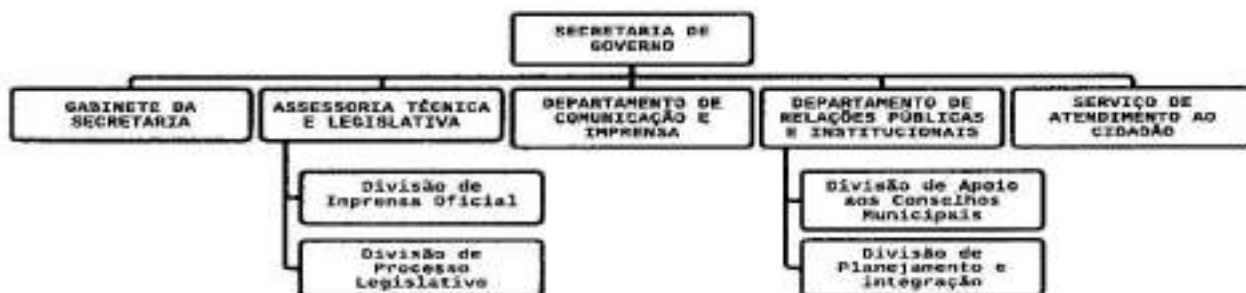 SECRETARIA DE
GOVERNO
GABINETE DA
SECRETARIA
ASSESSORIA TÉCNICA
E LEGISLATIVA
DEPARTAMENTO DE
COMUNICAÇÃO E
IMPRENSA
DEPARTAMENTO DE
RELAÇÕES PÚBLICAS
E INSTITUCIONAIS
SERVIÇO DE
ATENDIMENTO AO
CIDADÃO
Divisão de
Imprensa Oficial
Divisão de
Processo
Legislativo
Divisão de Apoio
aos Conselhos
Municipais
Divisão de
Planejamento e
integração